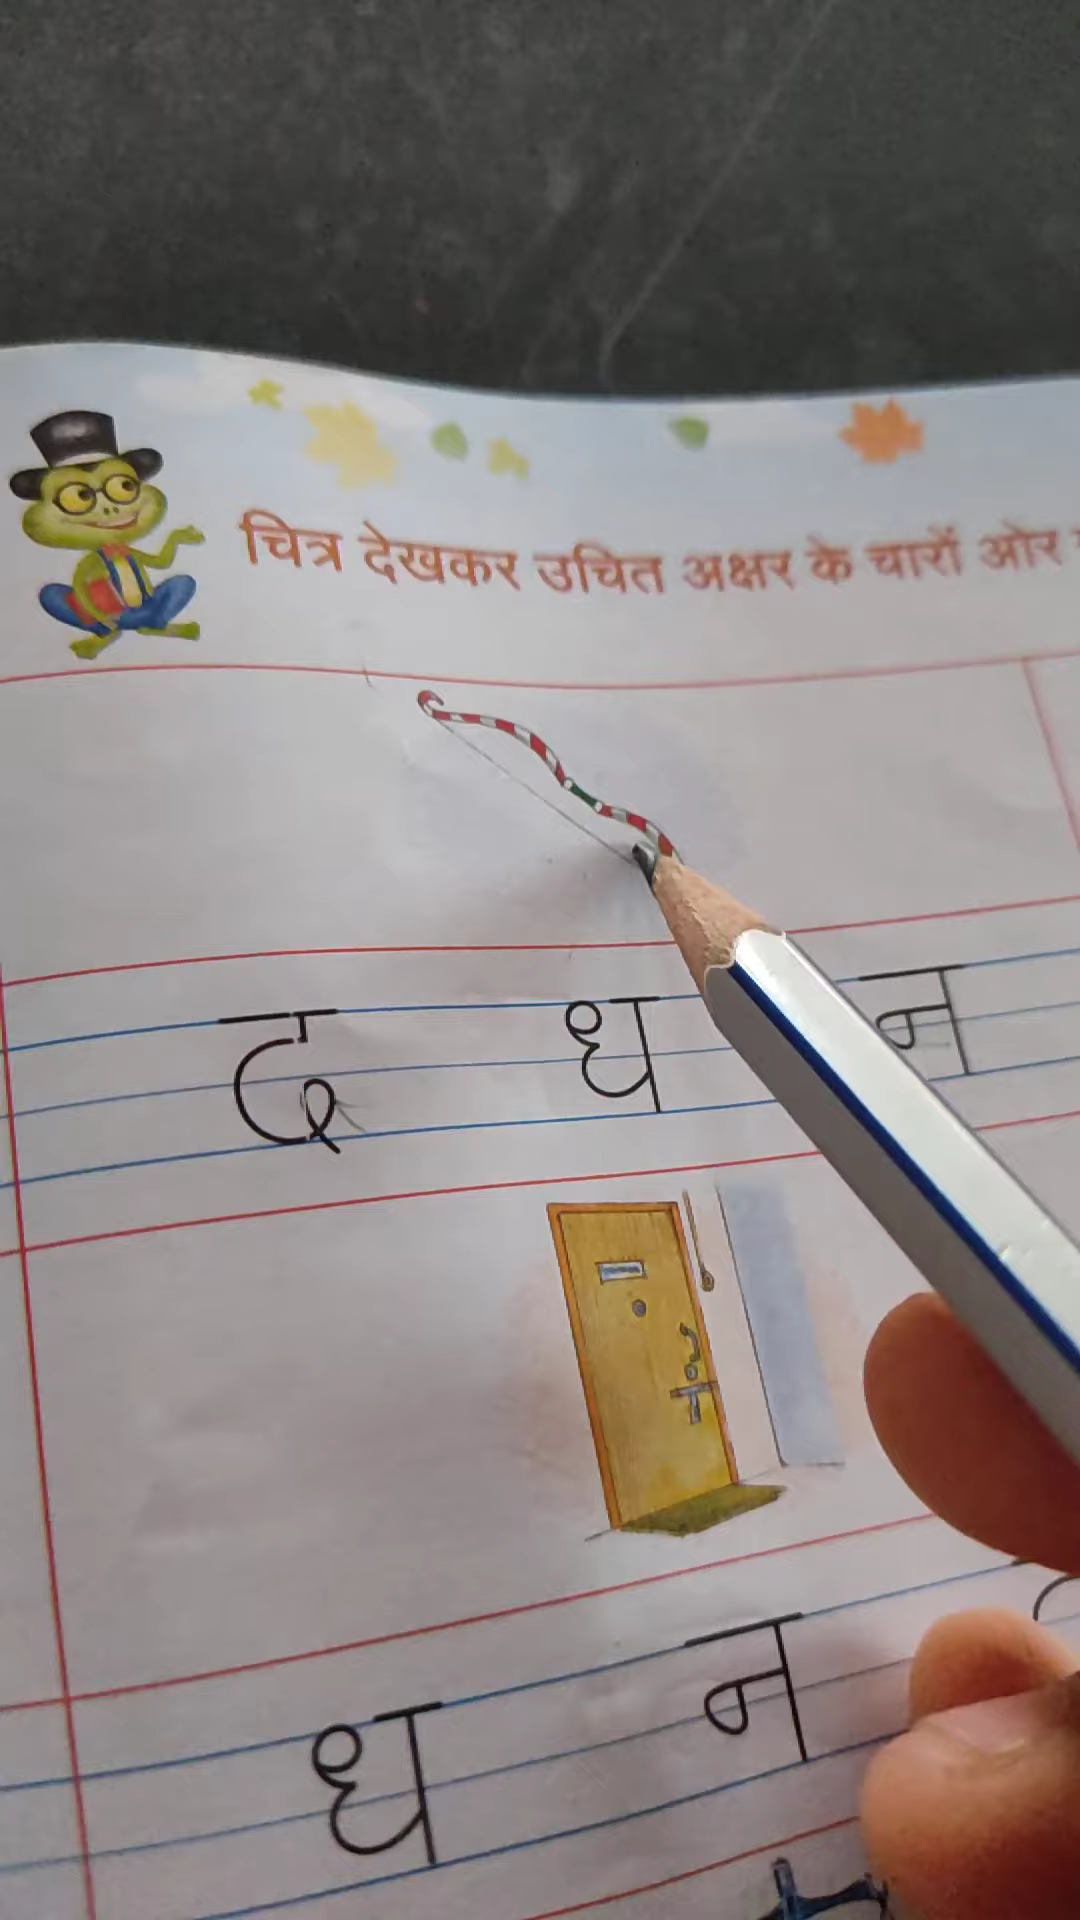 चित्र देखकर उचित अक्षर के चारों ओर
द ध न
ध न